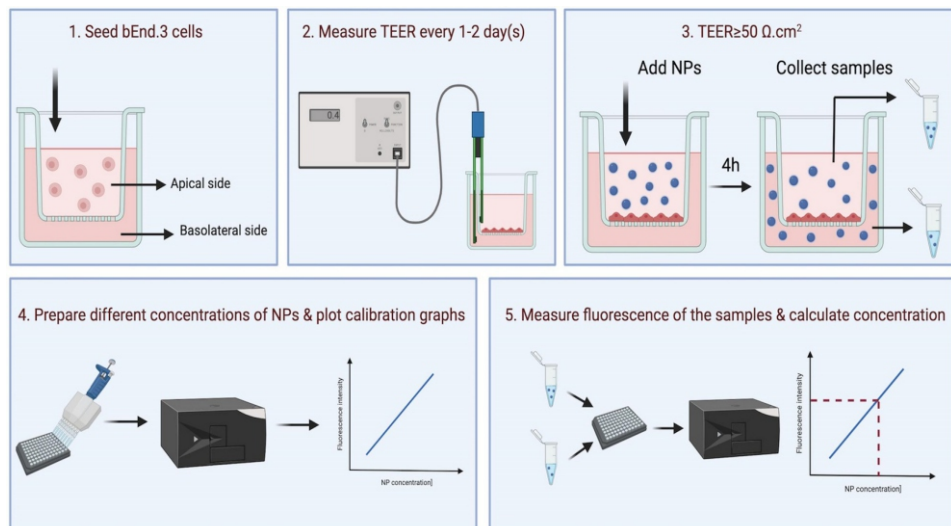 1. Seed bEnd.3 cells
Apical side
Basolateral side
2. Measure TEER every 1-2 day(s)
0.4
3. TEER≥50 Ω.cm²
Add NPs
Collect samples
4h
4. Prepare different concentrations of NPs & plot calibration graphs
Fluorescence intensity
NP concentration]
5. Measure fluorescence of the samples & calculate concentration
Fluorescence intensity
NP concentration]